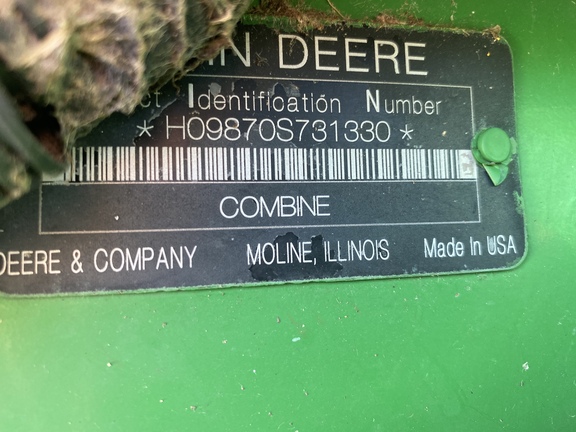 DEERE
Identification Number
* H09870S731330 *
COMBINE
DEERE & COMPANY MOLINE, ILLINOIS Made In USA